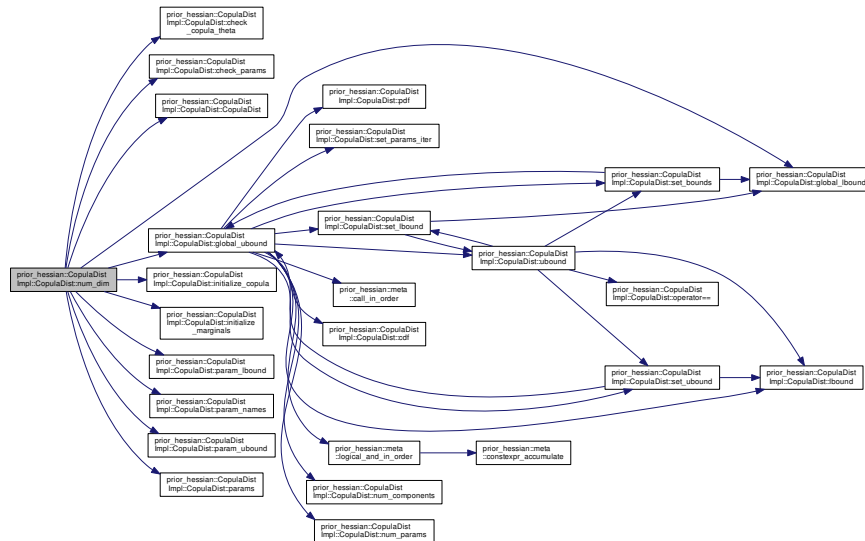 prior_hessian::CopulaDist
Impl::CopulaDist::check
_copula_theta
prior_hessian::CopulaDist
Impl::CopulaDist::check_params
prior_hessian::CopulaDist
Impl::CopulaDist::CopulaDist
prior_hessian::CopulaDist
Impl::CopulaDist::pdf
prior_hessian::CopulaDist
Impl::CopulaDist::set_params_iter
prior_hessian::CopulaDist
Impl::CopulaDist::set_bounds
prior_hessian::CopulaDist
Impl::CopulaDist::global_lbound
prior_hessian::CopulaDist
Impl::CopulaDist::global_ubound
prior_hessian::CopulaDist
Impl::CopulaDist::set_lbound
prior_hessian::CopulaDist
Impl::CopulaDist::ubound
prior_hessian::CopulaDist
Impl::CopulaDist::num_dim
prior_hessian::CopulaDist
Impl::CopulaDist::initialize_copula
prior_hessian::meta
::call_in_order
prior_hessian::CopulaDist
Impl::CopulaDist::operator==
prior_hessian::CopulaDist
Impl::CopulaDist::initialize
_marginals
prior_hessian::CopulaDist
Impl::CopulaDist::cdf
prior_hessian::CopulaDist
Impl::CopulaDist::param_lbound
prior_hessian::CopulaDist
Impl::CopulaDist::set_ubound
prior_hessian::CopulaDist
Impl::CopulaDist::lbound
prior_hessian::CopulaDist
Impl::CopulaDist::param_names
prior_hessian::CopulaDist
Impl::CopulaDist::param_ubound
prior_hessian::meta
::logical_and_in_order
prior_hessian::meta
::constexpr_accumulate
prior_hessian::CopulaDist
Impl::CopulaDist::params
prior_hessian::CopulaDist
Impl::CopulaDist::num_components
prior_hessian::CopulaDist
Impl::CopulaDist::num_params